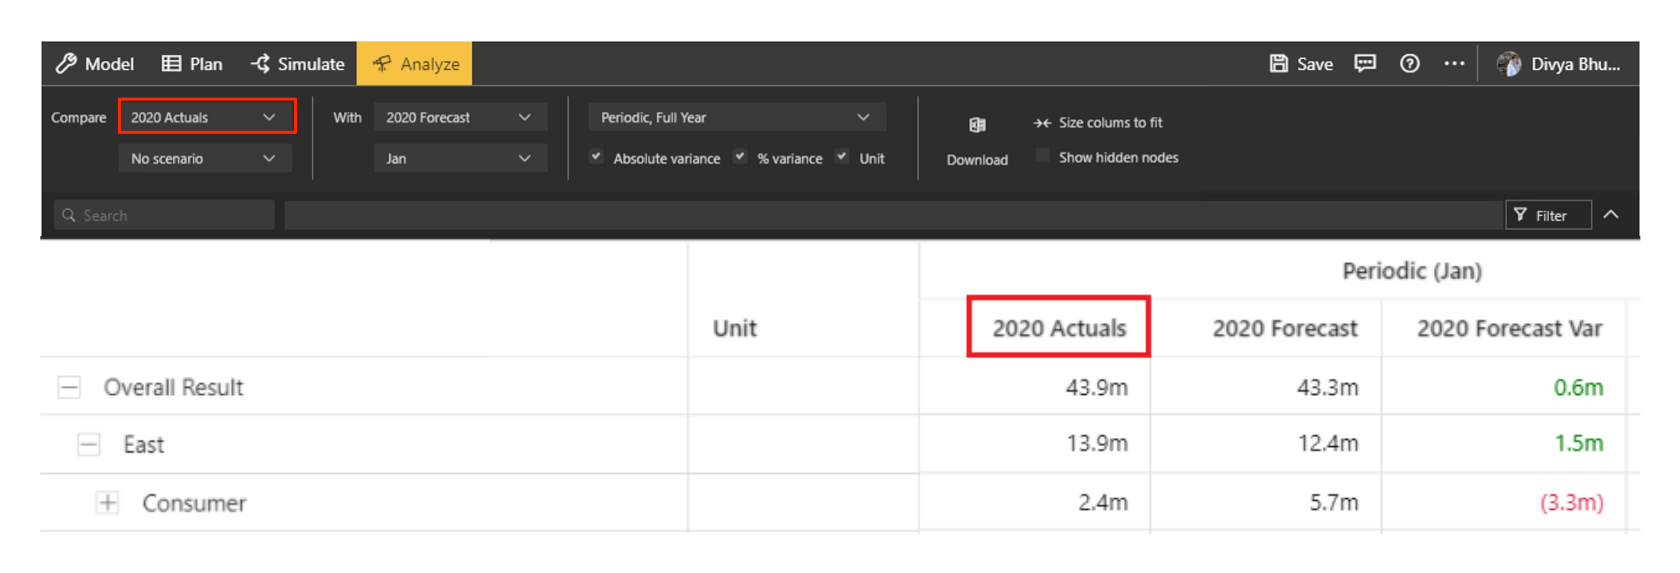 Model Plan Simulate Analyze Save Divya Bhu...
Compare 2020 Actuals With 2020 Forecast Periodic, Full Year Size colums to fit
No scenario Jan Absolute variance % variance Unit Download Show hidden nodes
Search Filter
Periodic (Jan)
Unit 2020 Actuals 2020 Forecast 2020 Forecast Var
Overall Result 43.9m 43.3m 0.6m
East 13.9m 12.4m 1.5m
Consumer 2.4m 5.7m (3.3m)